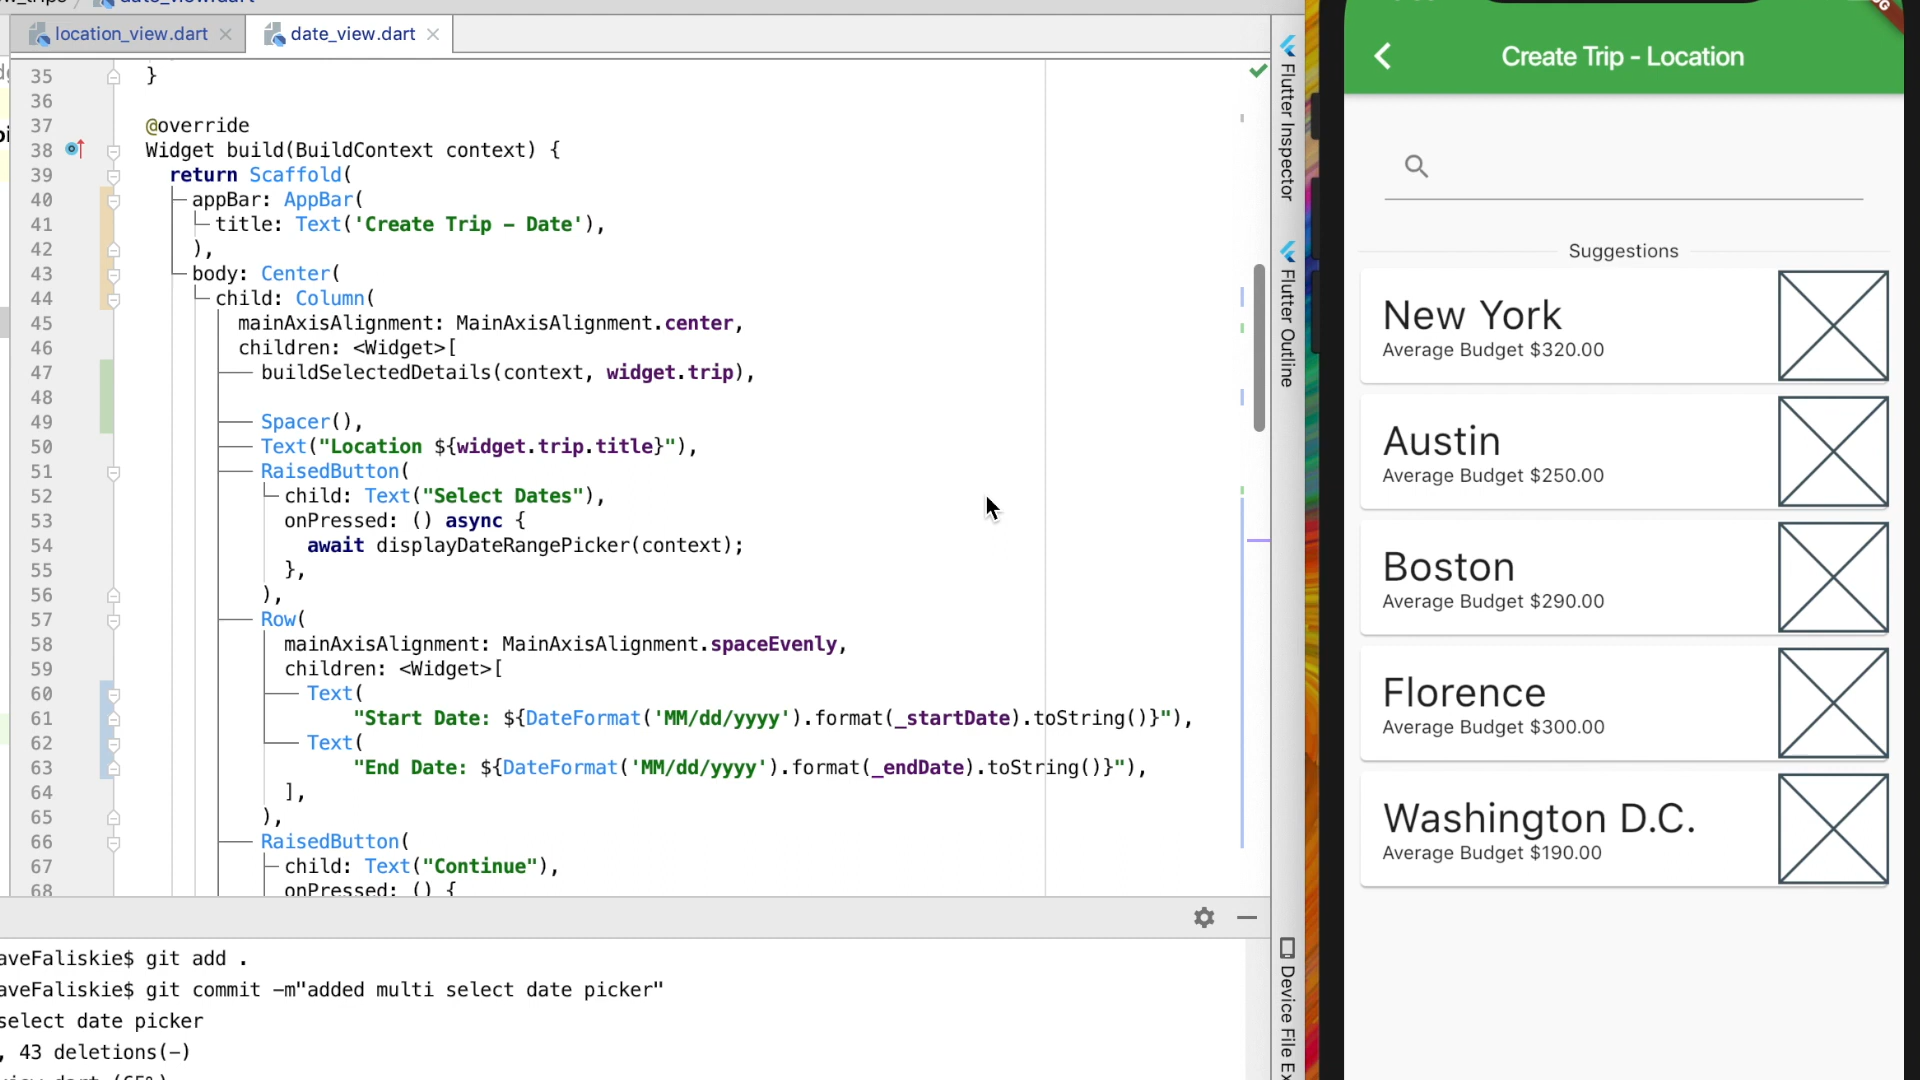 location_view.dart
date_view.dart
35 }
36
37 @override
38 Widget build(BuildContext context) {
39 return Scaffold(
40 appBar: AppBar(
41 title: Text('Create Trip – Date'),
42 ),
43 body: Center(
44 child: Column(
45 mainAxisAlignment: MainAxisAlignment.center,
46 children: <Widget>[
47 buildSelectedDetails(context, widget.trip),
48
49 Spacer(),
50 Text("Location ${widget.trip.title}"),
51 RaisedButton(
52 child: Text("Select Dates"),
53 onPressed: () async {
54 await displayDateRangePicker(context);
55 },
56 ),
57 Row(
58 mainAxisAlignment: MainAxisAlignment.spaceEvenly,
59 children: <Widget>[
60 Text(
61 "Start Date: ${DateFormat('MM/dd/yyyy').format(_startDate).toString()}"),
62 Text(
63 "End Date: ${DateFormat('MM/dd/yyyy').format(_endDate).toString()}"),
64 ],
65 ),
66 RaisedButton(
67 child: Text("Continue"),
68 onPressed: () {
aveFaliskie$ git add .
aveFaliskie$ git commit –m"added multi select date picker"
select date picker
, 43 deletions(–)
Flutter Inspector
Flutter Outline
Device File Ex
Create Trip - Location
Suggestions
New York
Average Budget $320.00
Austin
Average Budget $250.00
Boston
Average Budget $290.00
Florence
Average Budget $300.00
Washington D.C.
Average Budget $190.00